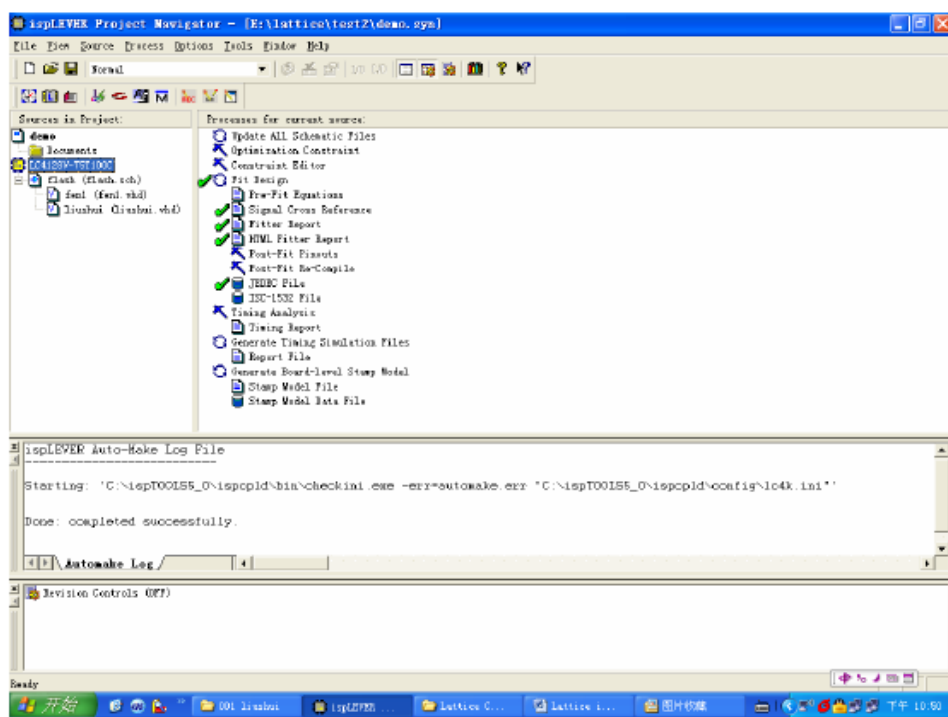 ispLEVER Project Navigator - [E:\lattice\test2\demo.syn]
File View Source Process Options Tools Window Help
Normal
Sources in Project:
demo
Documents
LC4128V-75T100C
flash (flash.sch)
fen1 (fen1.vhd)
liushui (liushui.vhd)
Processes for current source:
Update ALL Schematic Files
Optimization Constraint
Constraint Editor
Fit Design
Pre-Fit Equations
Signal Cross Reference
Fitter Report
HTML Fitter Report
Post-Fit Pinouts
Post-Fit Re-Compile
JEDEC File
ISC-1532 File
Timing Analysis
Timing Report
Generate Timing Simulation Files
Report File
Generate Board-level Stamp Model
Stamp Model File
Stamp Model Data File
ispLEVER Auto-Make Log File
---------------------------
Starting: 'C:\ispTOOLS5_0\ispcpld\bin\checkini.exe -err=automake.err "C:\ispTOOLS5_0\ispcpld\config\lc4k.ini"'
Done: completed successfully.
Automake Log
Revision Controls (OFF)
Ready
中
开始
001 liushui
ispLEVER ...
Lattice C...
Lattice i...
图片收藏
下午 10:50